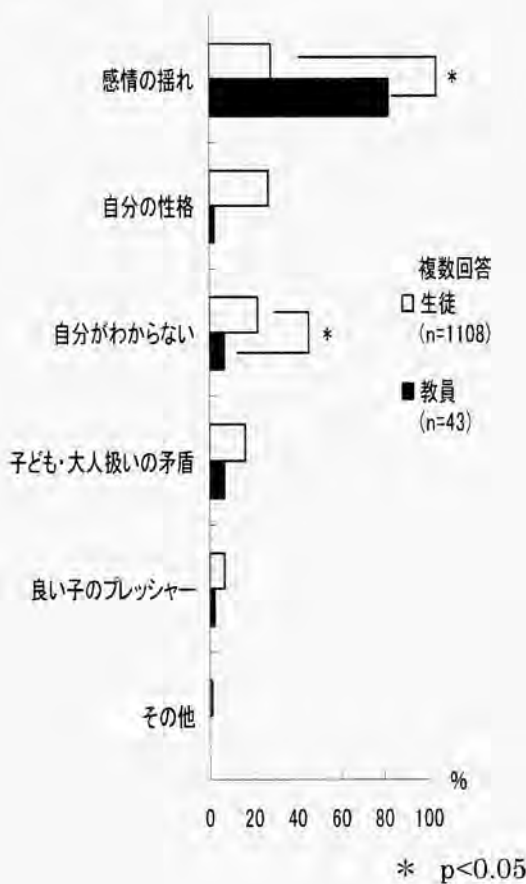 感情の揺れ
*
自分の性格
複数回答
□ 生徒
(n=1108)
自分がわからない
*
■ 教員
(n=43)
子ども・大人扱いの矛盾
良い子のプレッシャー
その他
%
0 20 40 60 80 100
* p<0.05